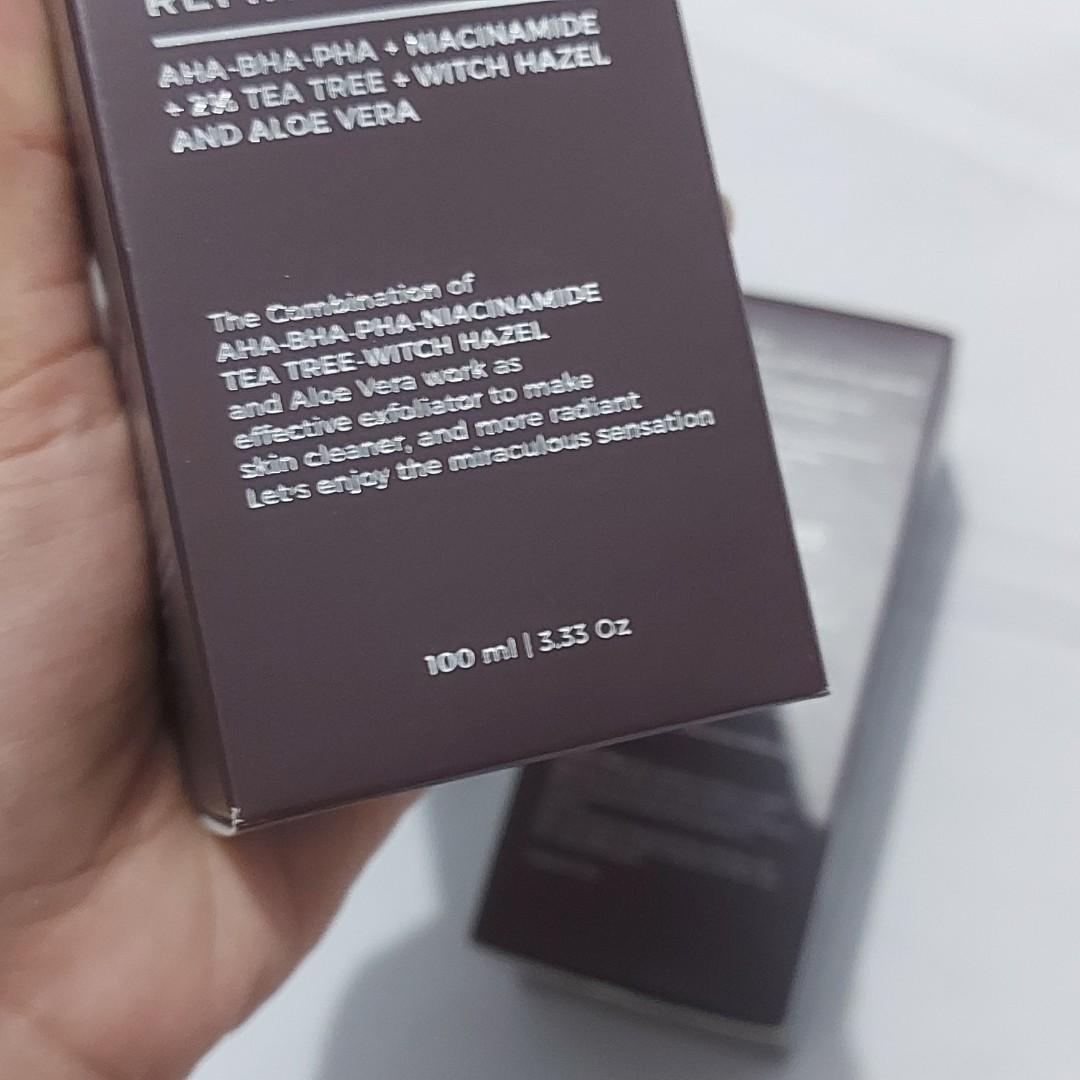 AHA-BHA-PHA + NIACINAMIDE
+ 2% TEA TREE + WITCH HAZEL
AND ALOE VERA
The Combination of
AHA-BHA-PHA-NIACINAMIDE
TEA TREE-WITCH HAZEL
and Aloe Vera work as
effective exfoliator to make
skin cleaner, and more radiant
Let's enjoy the miraculous sensation
100 ml | 3.33 Oz